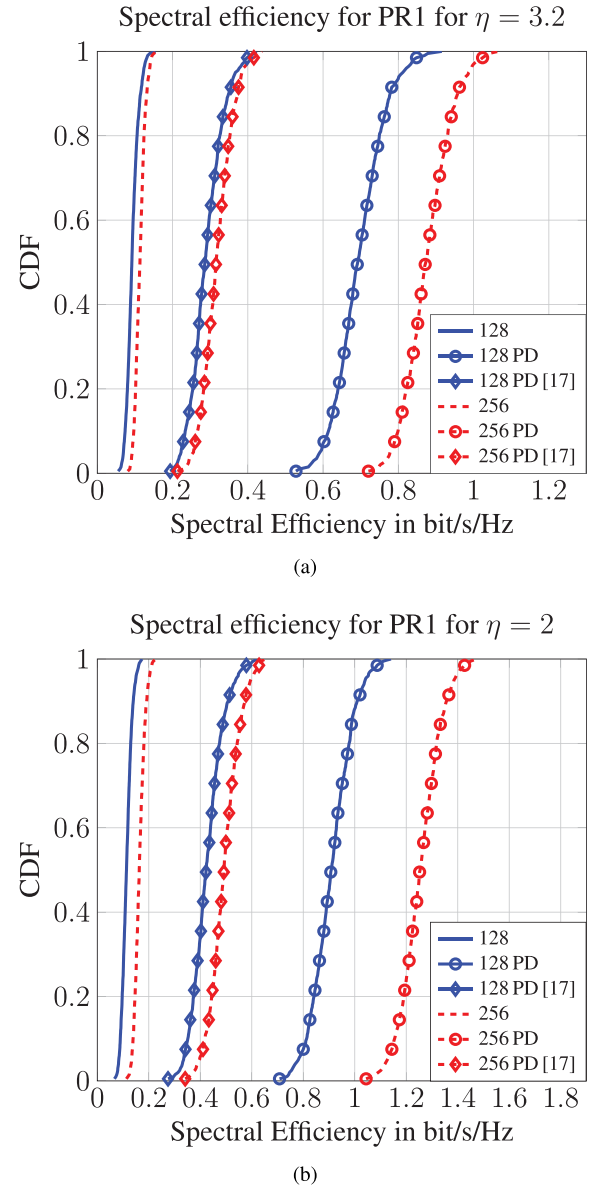 Spectral efficiency for PR1 for η = 3.2
1
0.8
0.6
0.4
0.2
0
CDF
128
128 PD
128 PD [17]
256
256 PD
256 PD [17]
0 0.2 0.4 0.6 0.8 1 1.2
Spectral Efficiency in bit/s/Hz
(a)
Spectral efficiency for PR1 for η = 2
1
0.8
0.6
0.4
0.2
0
CDF
128
128 PD
128 PD [17]
256
256 PD
256 PD [17]
0 0.2 0.4 0.6 0.8 1 1.2 1.4 1.6 1.8
Spectral Efficiency in bit/s/Hz
(b)